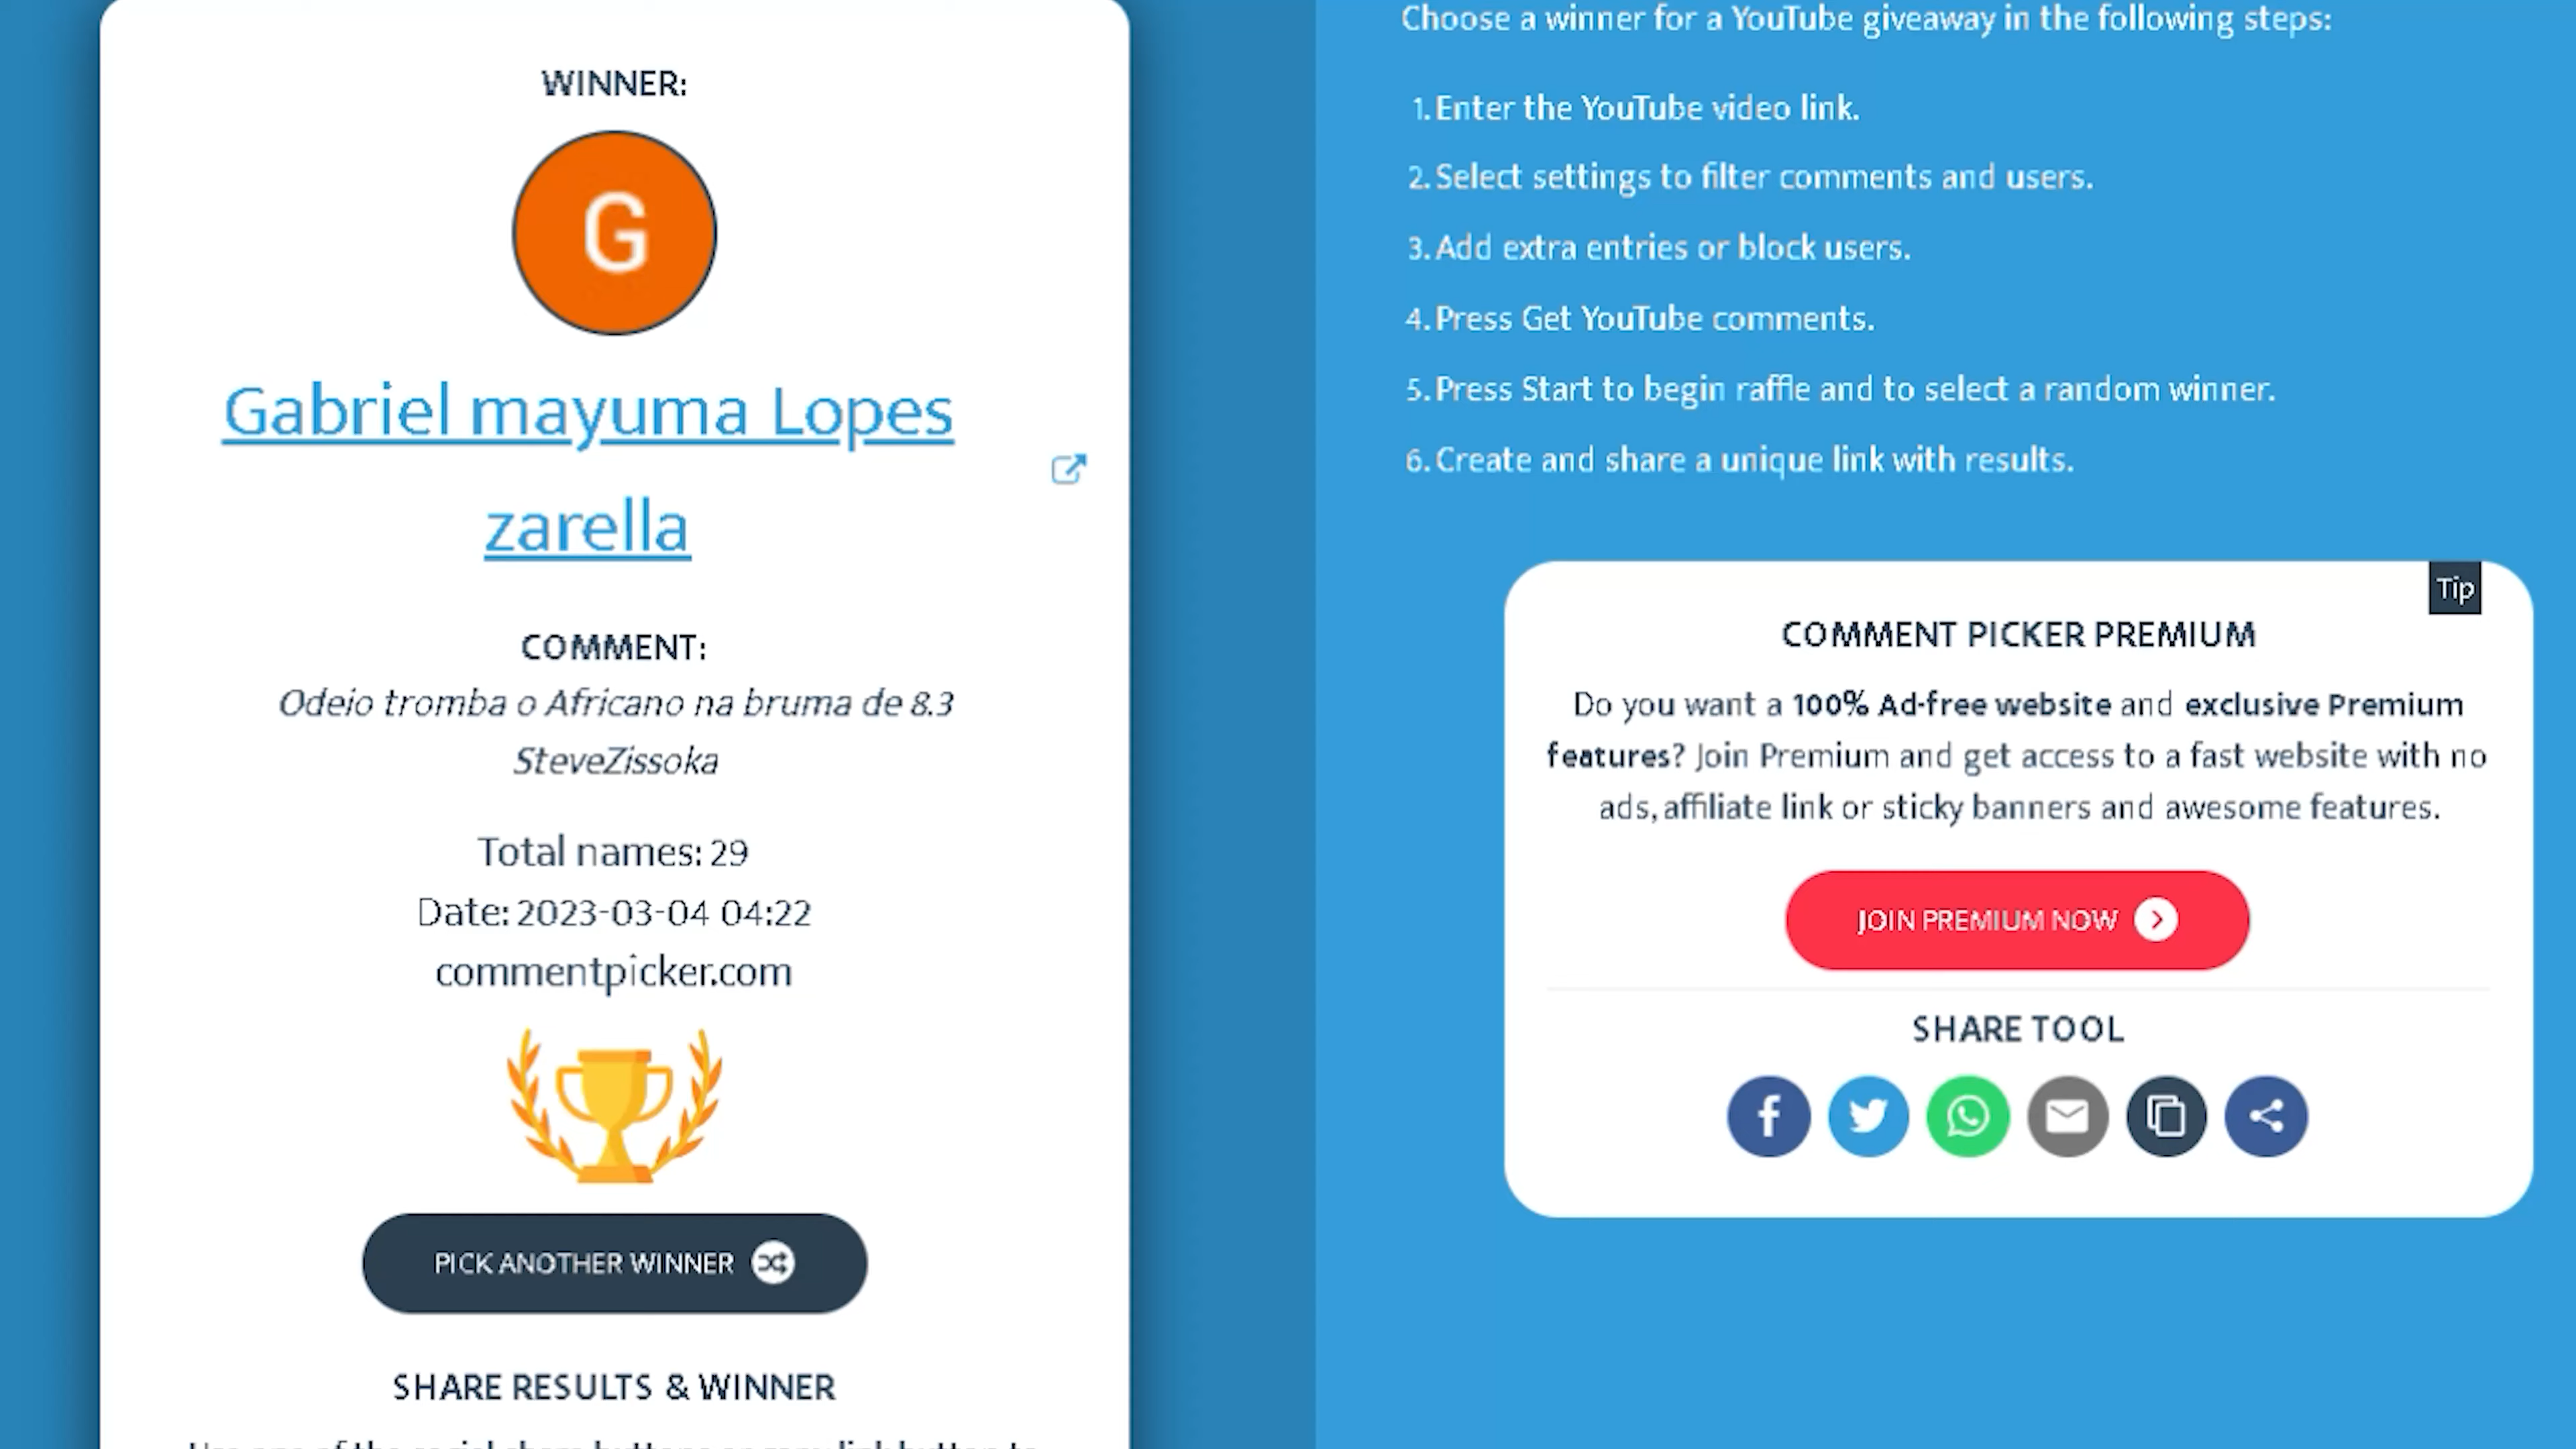 WINNER:
G
Gabriel mayuma Lopes
zarella
COMMENT:
Odeio tromba o Africano na bruma de 8.3
SteveZissoka
Total names: 29
Date: 2023-03-04 04:22
commentpicker.com
PICK ANOTHER WINNER
SHARE RESULTS & WINNER
Choose a winner for a YouTube giveaway in the following steps:
1. Enter the YouTube video link.
2. Select settings to filter comments and users.
3. Add extra entries or block users.
4. Press Get YouTube comments.
5. Press Start to begin raffle and to select a random winner.
6. Create and share a unique link with results.
Tip
COMMENT PICKER PREMIUM
Do you want a 100% Ad-free website and exclusive Premium
features? Join Premium and get access to a fast website with no
ads, affiliate link or sticky banners and awesome features.
JOIN PREMIUM NOW
SHARE TOOL